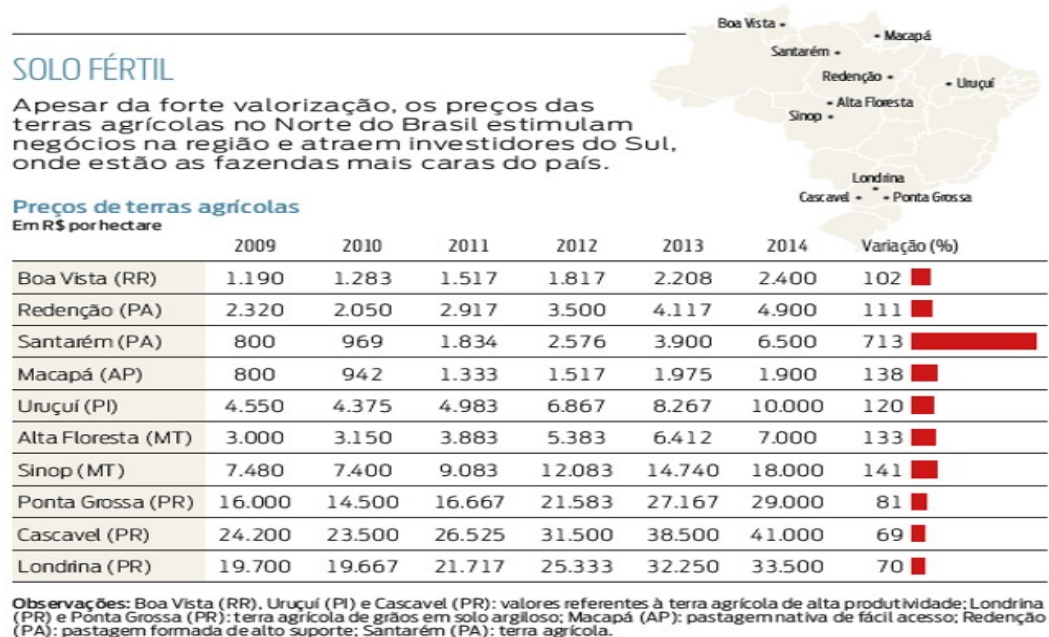 Boa Vista
Macapá
Santarém
Redenção
Uruçuí
Alta Floresta
Sinop
Londrina
Cascavel
Ponta Grossa
SOLO FÉRTIL
Apesar da forte valorização, os preços das
terras agrícolas no Norte do Brasil estimulam
negócios na região e atraem investidores do Sul,
onde estão as fazendas mais caras do país.
Preços de terras agrícolas
Em R$ por hectare
2009 2010 2011 2012 2013 2014 Variação (%)
Boa Vista (RR) 1.190 1.283 1.517 1.817 2.208 2.400 102
Redenção (PA) 2.320 2.050 2.917 3.500 4.117 4.900 111
Santarém (PA) 800 969 1.834 2.576 3.900 6.500 713
Macapá (AP) 800 942 1.333 1.517 1.975 1.900 138
Uruçuí (PI) 4.550 4.375 4.983 6.867 8.267 10.000 120
Alta Floresta (MT) 3.000 3.150 3.883 5.383 6.412 7.000 133
Sinop (MT) 7.480 7.400 9.083 12.083 14.740 18.000 141
Ponta Grossa (PR) 16.000 14.500 16.667 21.583 27.167 29.000 81
Cascavel (PR) 24.200 23.500 26.525 31.500 38.500 41.000 69
Londrina (PR) 19.700 19.667 21.717 25.333 32.250 33.500 70
Observações: Boa Vista (RR), Uruçuí (PI) e Cascavel (PR): valores referentes à terra agrícola de alta produtividade; Londrina
(PR) e Ponta Grossa (PR): terra agrícola de grãos em solo argiloso; Macapá (AP): pastagem nativa de fácil acesso; Redenção
(PA): pastagem formada de alto suporte; Santarém (PA): terra agrícola.